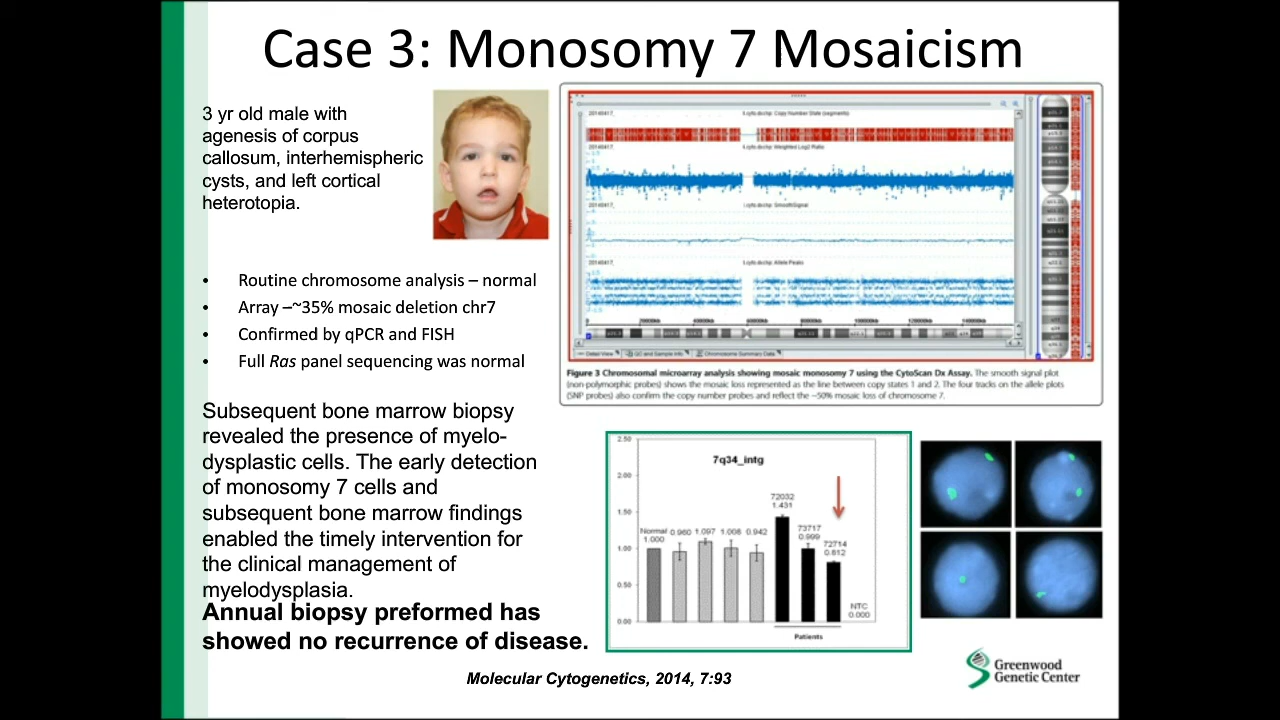 Case 3: Monosomy 7 Mosaicism
3 yr old male with
agenesis of corpus
callosum, interhemispheric
cysts, and left cortical
heterotopia.
• Routine chromosome analysis – normal
• Array –~35% mosaic deletion chr7
• Confirmed by qPCR and FISH
• Full Ras panel sequencing was normal
Subsequent bone marrow biopsy
revealed the presence of myelo-
dysplastic cells. The early detection
of monosomy 7 cells and
subsequent bone marrow findings
enabled the timely intervention for
the clinical management of
myelodysplasia.
Annual biopsy preformed has
showed no recurrence of disease.
Figure 3 Chromosomal microarray analysis showing mosaic monosomy 7 using the CytoScan Dx Assay. The smooth signal plot
(non-polymorphic probes) shows the mosaic loss represented as the line between copy states 1 and 2. The four tracks on the allele plots
(SNP probes) also confirm the copy number probes and reflect the ~50% mosaic loss of chromosome 7.
7q34_intg
2.50
2.00
1.50
1.00
0.50
0.00
Normal
1.000
0.960
1.097
1.008
0.942
72032
1.431
73717
0.999
72714
0.812
NTC
0.000
Patients
Molecular Cytogenetics, 2014, 7:93
Greenwood
Genetic Center